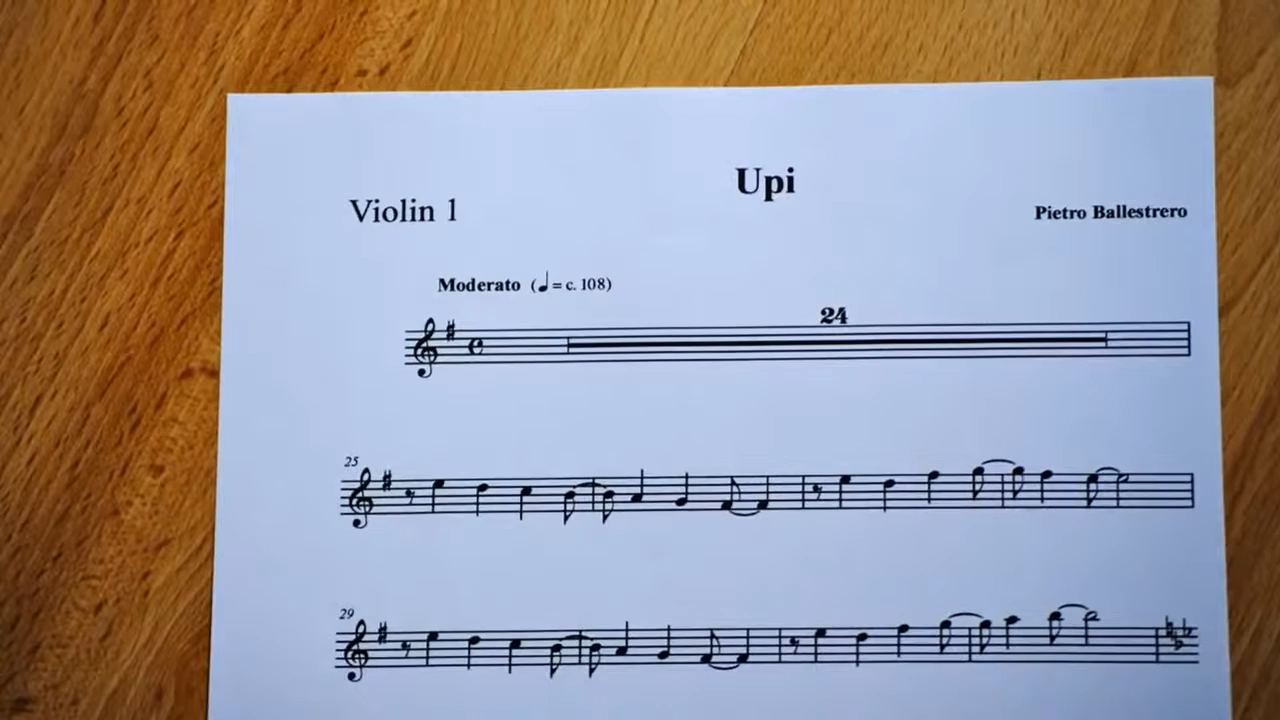 Upi
Violin 1
Pietro Ballestrero
Moderato (♩ = c. 108)
24
25
29